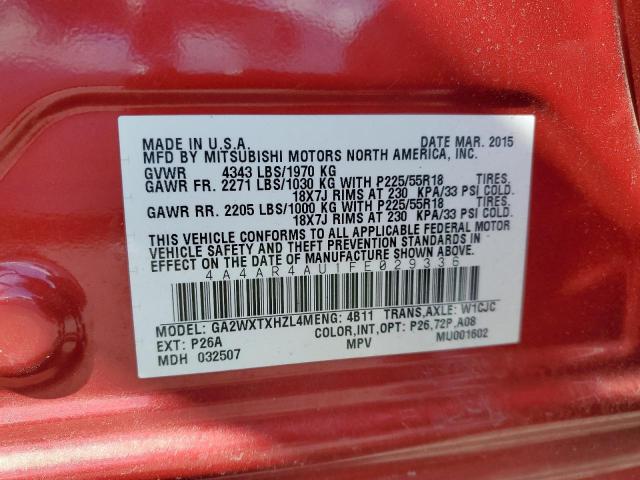 MADE IN U.S.A. DATE MAR. 2015
MFD BY MITSUBISHI MOTORS NORTH AMERICA, INC.
GVWR 4343 LBS/1970 KG
GAWR FR. 2271 LBS/1030 KG WITH P225/55R18 TIRES.
18X7J RIMS AT 230 KPA/33 PSI COLD.
GAWR RR. 2205 LBS/1000 KG WITH P225/55R18 TIRES.
18X7J RIMS AT 230 KPA/33 PSI COLD.
THIS VEHICLE CONFORMS TO ALL APPLICABLE FEDERAL MOTOR
VEHICLE SAFETY AND THEFT PREVENTION STANDARDS IN
EFFECT ON THE DATE OF MANUFACTURE SHOWN ABOVE.
4A4AR4AU1FE029336
MODEL: GA2WXTXHZL4MENG: 4B11 TRANS,AXLE: W1CJC
EXT: P26A COLOR,INT,OPT: P26,72P,A08
MDH 032507 MPV MU001602